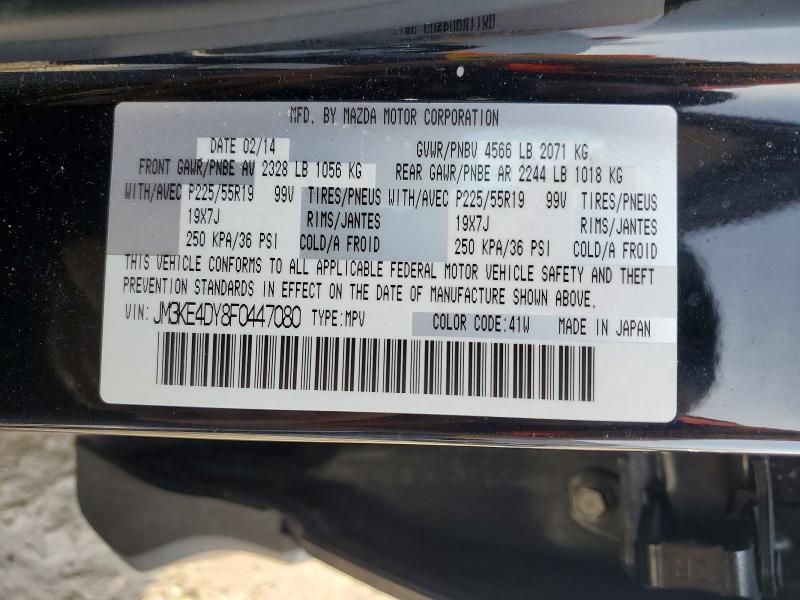 MFD. BY MAZDA MOTOR CORPORATION
DATE 02/14 GVWR/PNBV 4566 LB 2071 KG
FRONT GAWR/PNBE AV 2328 LB 1056 KG REAR GAWR/PNBE AR 2244 LB 1018 KG
WITH/AVEC P225/55R19 99V TIRES/PNEUS WITH/AVEC P225/55R19 99V TIRES/PNEUS
19X7J RIMS/JANTES 19X7J RIMS/JANTES
250 KPA/36 PSI COLD/A FROID 250 KPA/36 PSI COLD/A FROID
THIS VEHICLE CONFORMS TO ALL APPLICABLE FEDERAL MOTOR VEHICLE SAFETY AND THEFT
PREVENTION STANDARDS IN EFFECT ON THE DATE OF MANUFACTURE SHOWN ABOVE.
VIN: JM3KE4DY8F0447080 TYPE:MPV COLOR CODE:41W MADE IN JAPAN